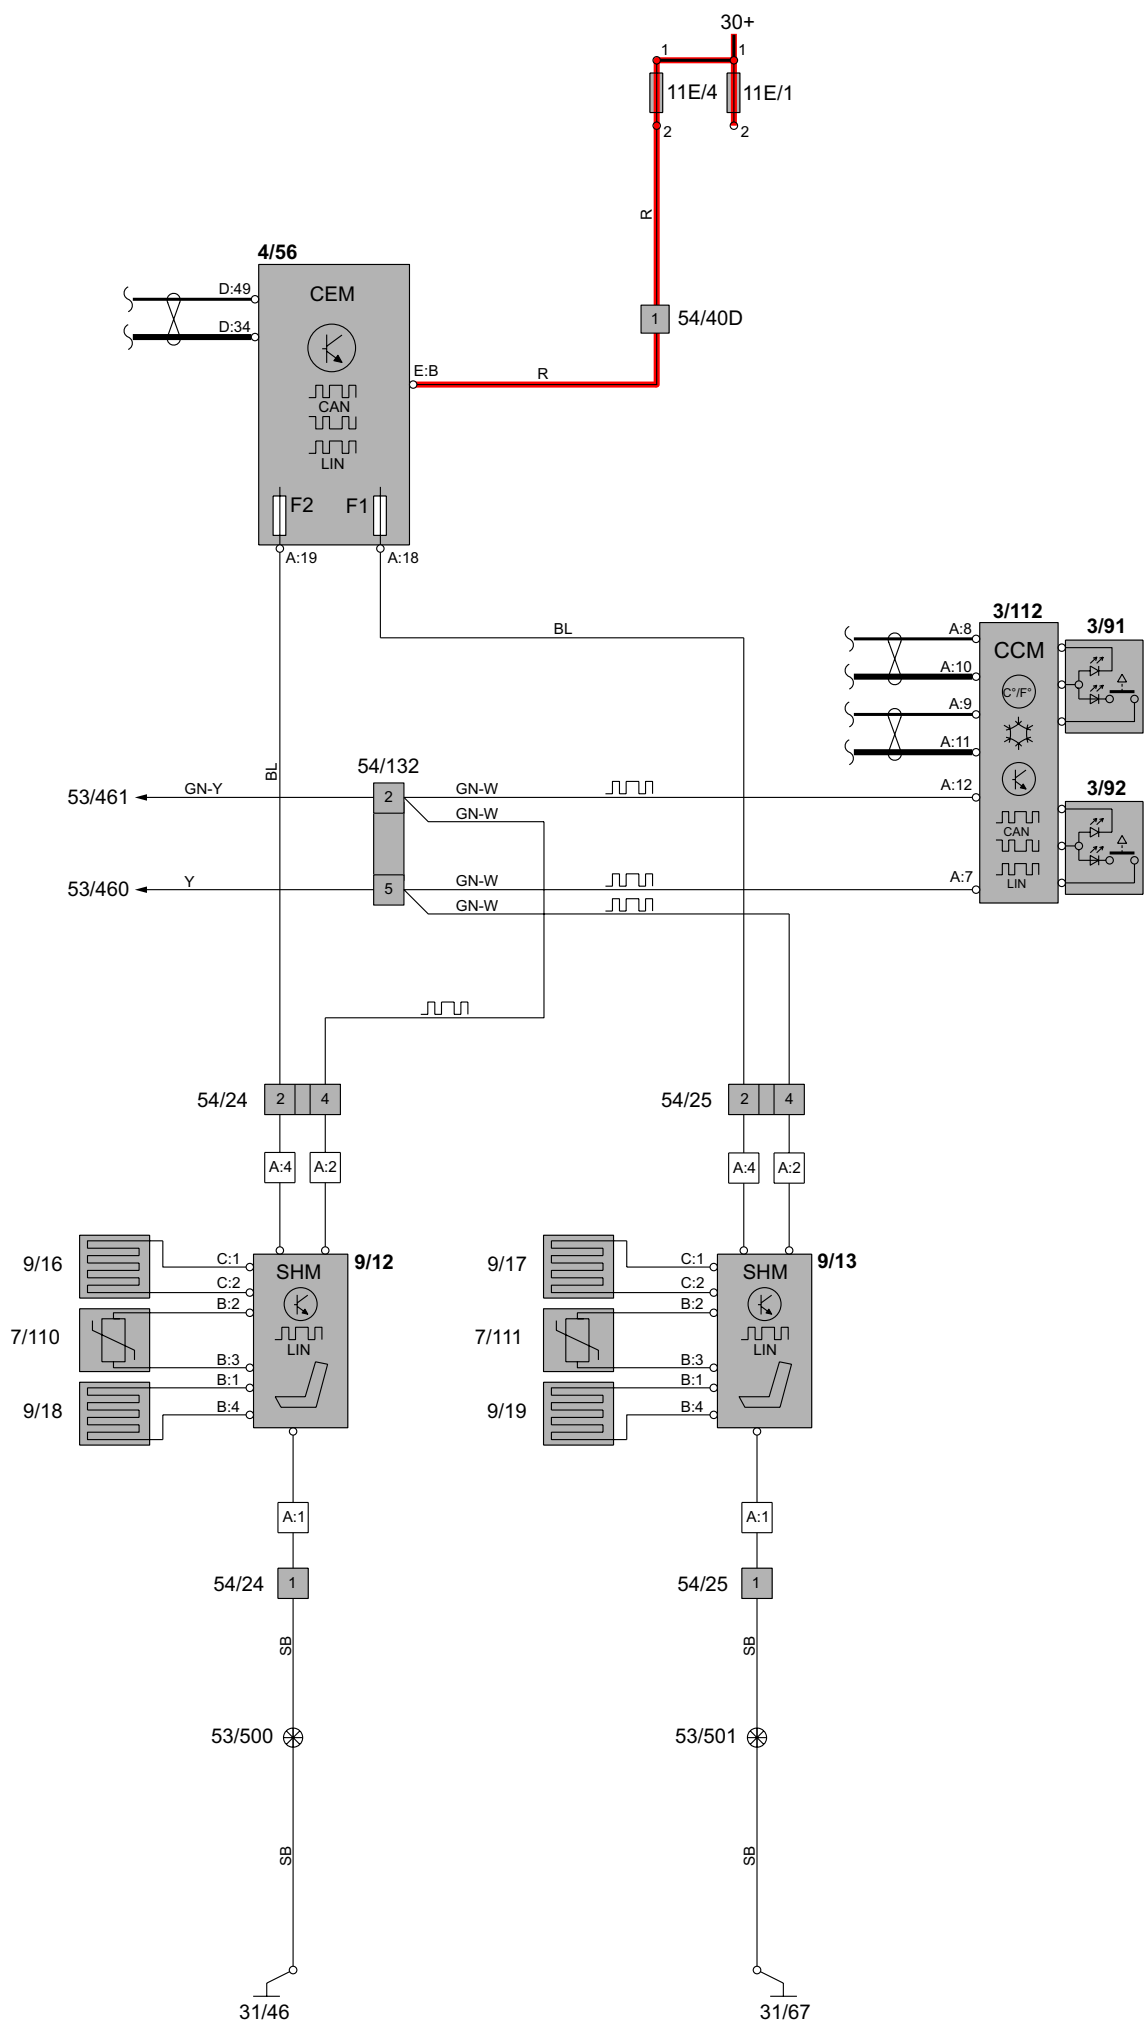 30+
1
1
11E/4
11E/1
2
2
R
4/56
D:49
CEM
D:34
1
54/40D
E:B
R
CAN
LIN
F2
F1
A:19
A:18
BL
3/112
A:8
CCM
3/91
A:10
C°/F°
A:9
A:11
BL
54/132
3/92
53/461
GN-Y
2
GN-W
A:12
GN-W
CAN
53/460
Y
5
GN-W
A:7
LIN
GN-W
54/24
2
4
54/25
2
4
A:4
A:2
A:4
A:2
9/16
C:1
SHM
9/12
9/17
C:1
SHM
9/13
C:2
C:2
B:2
B:2
7/110
LIN
7/111
LIN
B:3
B:3
B:1
B:1
9/18
B:4
9/19
B:4
A:1
A:1
54/24
1
54/25
1
SB
SB
53/500
53/501
SB
SB
31/46
31/67